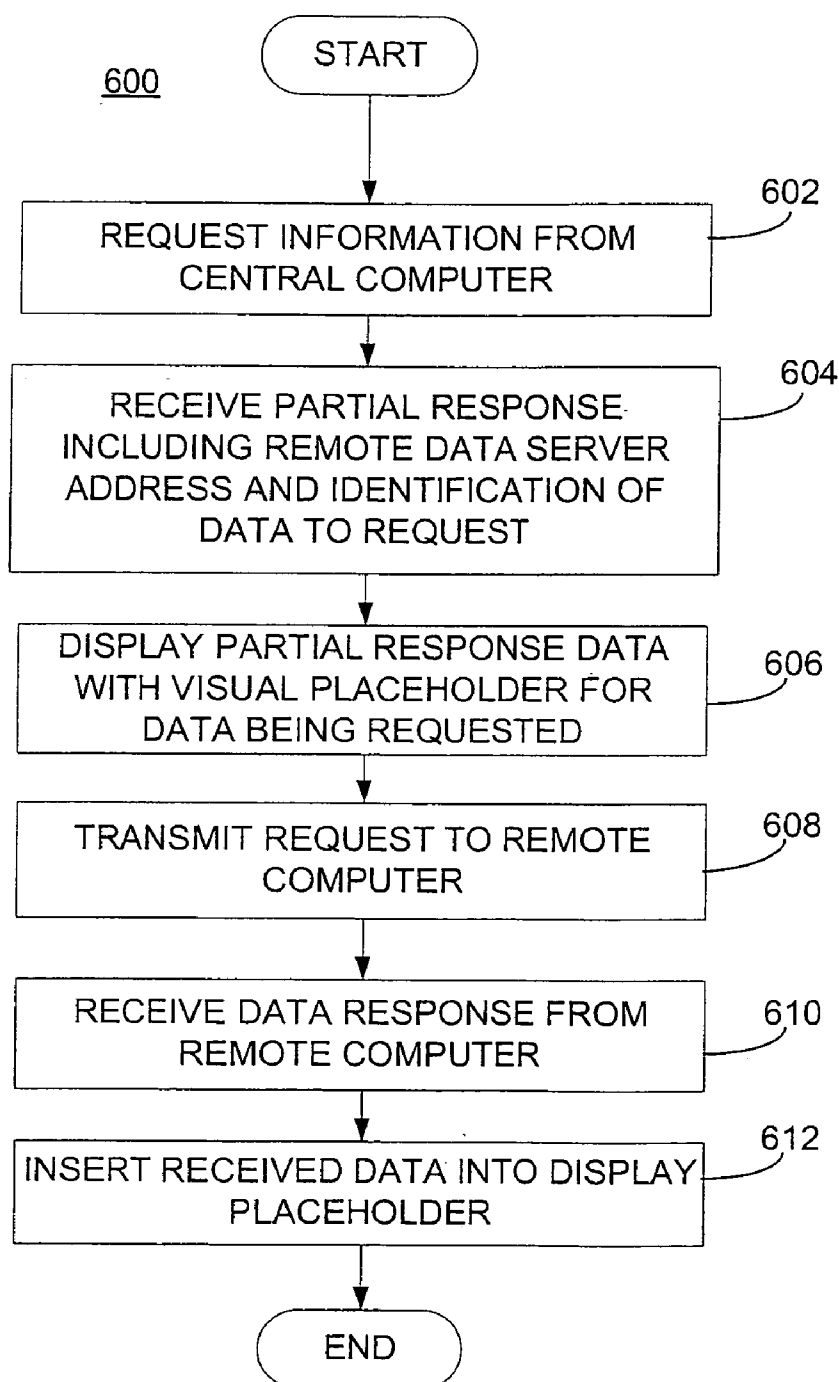 START
600
602
REQUEST INFORMATION FROM
CENTRAL COMPUTER
604
RECEIVE PARTIAL RESPONSE
INCLUDING REMOTE DATA SERVER
ADDRESS AND IDENTIFICATION OF
DATA TO REQUEST
DISPLAY PARTIAL RESPONSE DATA
WITH VISUAL PLACEHOLDER FOR
DATA BEING REQUESTED
606
TRANSMIT REQUEST TO REMOTE
COMPUTER
608
RECEIVE DATA RESPONSE FROM
REMOTE COMPUTER
610
612
INSERT RECEIVED DATA INTO DISPLAY
PLACEHOLDER
END